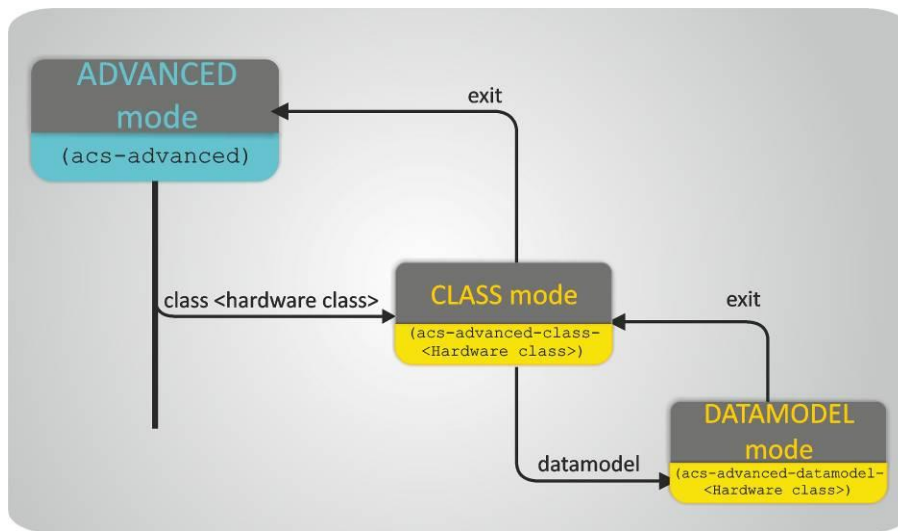 ADVANCED
mode
(acs-advanced)
exit
class <hardware class>
CLASS mode
(acs-advanced-class-
<Hardware class>)
exit
datamodel
DATAMODEL
mode
(acs-advanced-datamodel-
<Hardware class>)